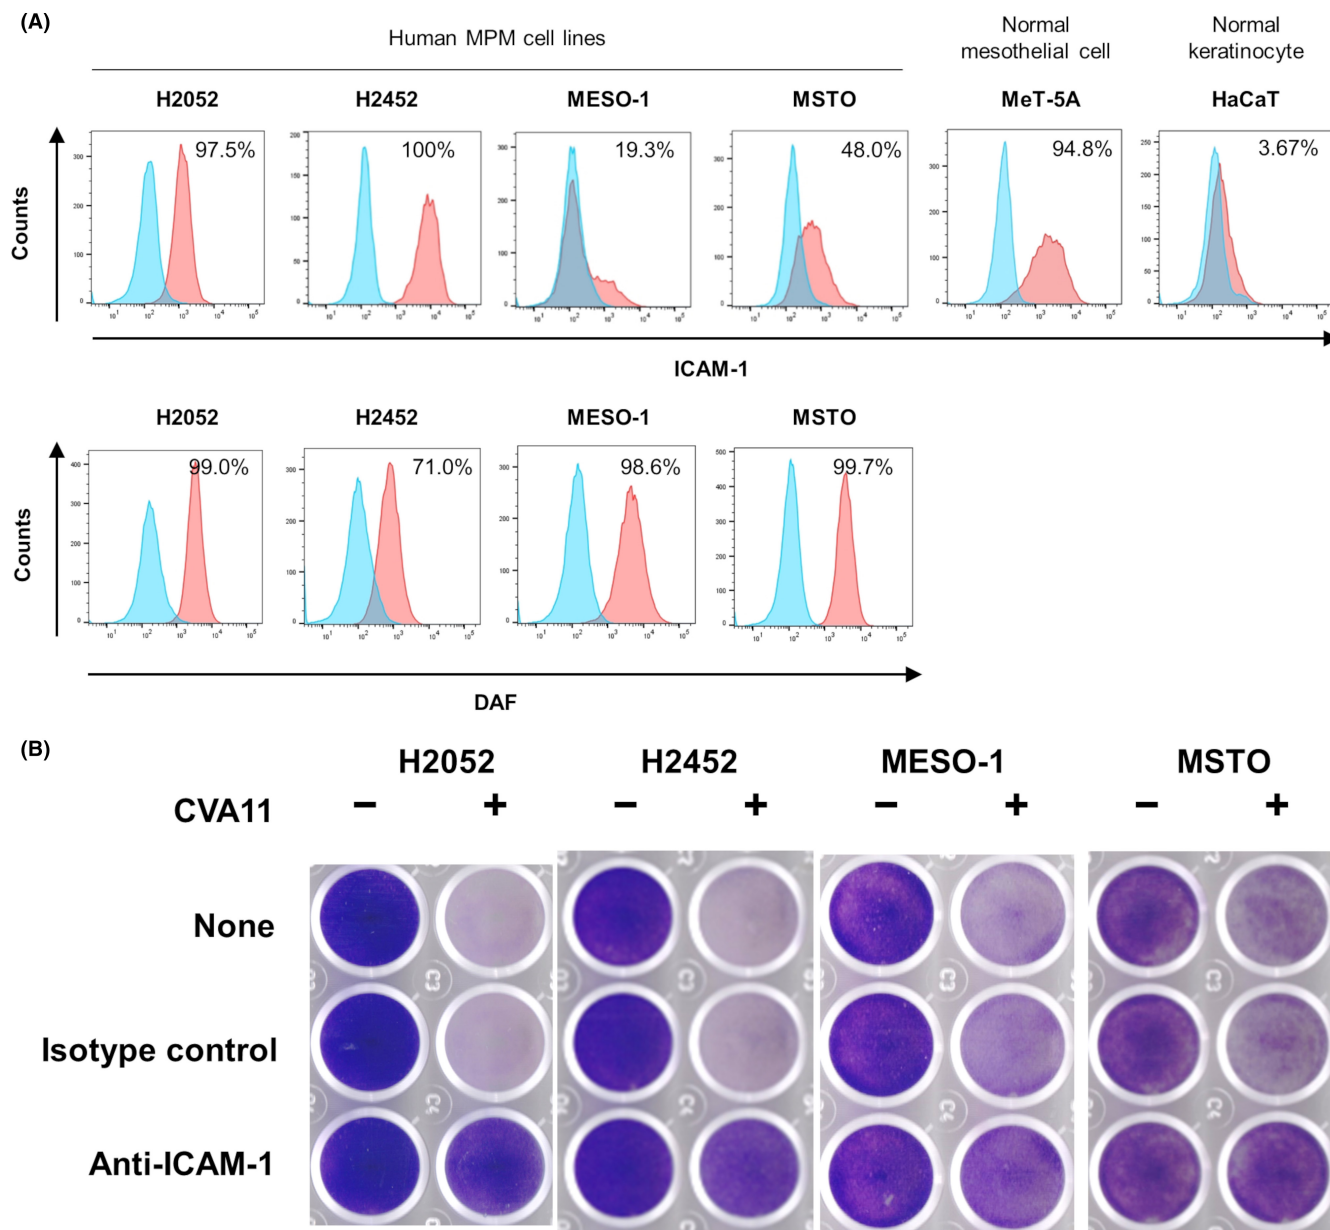 (A)
Human MPM cell lines
Normal
mesothelial cell
Normal
keratinocyte
H2052 H2452 MESO-1 MSTO MeT-5A HaCaT
97.5% 100% 19.3% 48.0% 94.8% 3.67%
Counts
ICAM-1
H2052 H2452 MESO-1 MSTO
99.0% 71.0% 98.6% 99.7%
Counts
DAF
(B)
H2052 H2452 MESO-1 MSTO
CVA11 − + − + − + − +
None
Isotype control
Anti-ICAM-1